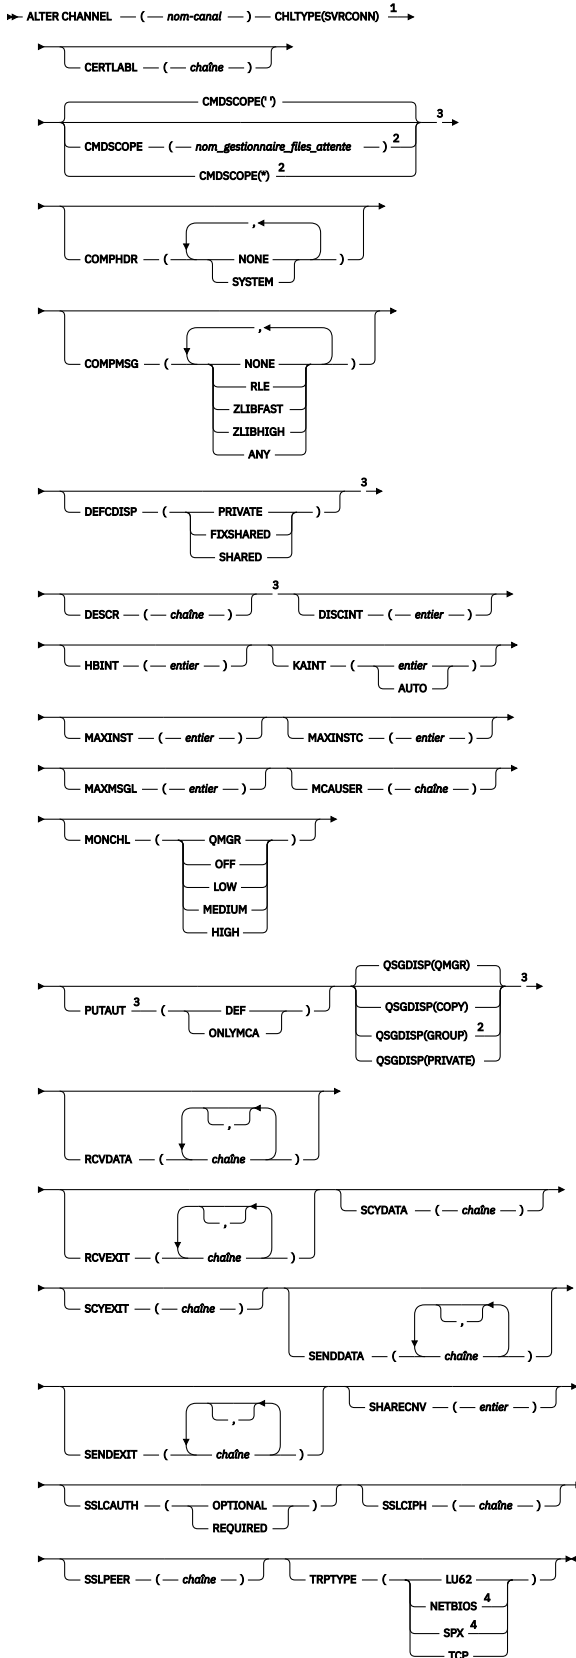 ALTER CHANNEL ( nom-canal ) CHLTYPE(SVRCONN) 1
CERTLABL ( chaîne )
CMDSCOPE(' ')
CMDSCOPE ( nom_gestionnaire_files_attente ) 2 3
CMDSCOPE(*) 2
,
COMPHDR ( NONE )
SYSTEM
,
COMPMSG ( NONE )
RLE
ZLIBFAST
ZLIBHIGH
ANY
DEFCDISP ( PRIVATE ) 3
FIXSHARED
SHARED
DESCR ( chaîne ) 3 DISCINT ( entier )
HBINT ( entier ) KAINT ( entier )
AUTO
MAXINST ( entier ) MAXINSTC ( entier )
MAXMSGL ( entier ) MCAUSER ( chaîne )
MONCHL ( QMGR )
OFF
LOW
MEDIUM
HIGH
QSGDISP(QMGR)
PUTAUT 3 ( DEF ) QSGDISP(COPY) 3
ONLYMCA QSGDISP(GROUP) 2
QSGDISP(PRIVATE)
,
RCVDATA ( chaîne )
,
SCYDATA ( chaîne )
RCVEXIT ( chaîne )
SCYEXIT ( chaîne )
,
SENDDATA ( chaîne )
,
SHARECNV ( entier )
SENDEXIT ( chaîne )
SSLCAUTH ( OPTIONAL ) SSLCIPH ( chaîne )
REQUIRED
SSLPEER ( chaîne ) TRPTYPE ( LU62 )
NETBIOS 4
SPX 4
TCP